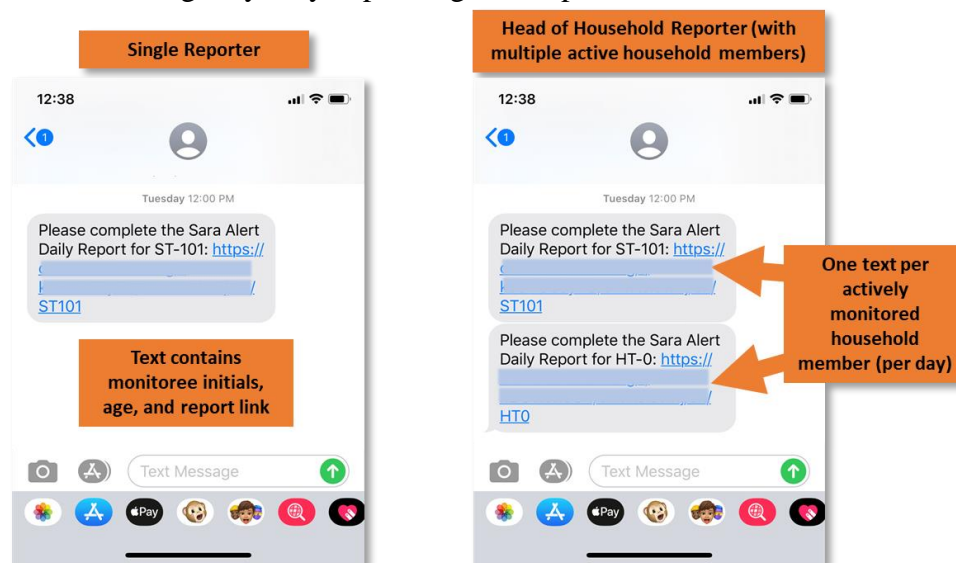 Single Reporter
12:38
1
Tuesday 12:00 PM
Please complete the Sara Alert
Daily Report for ST-101: https://
/
ST101
Text contains
monitoree initials,
age, and report link
Text Message
Pay
Head of Household Reporter (with
multiple active household members)
12:38
1
Tuesday 12:00 PM
Please complete the Sara Alert
Daily Report for ST-101: https://
/
ST101
Please complete the Sara Alert
Daily Report for HT-0: https://
/
HT0
One text per
actively
monitored
household
member (per day)
Text Message
Pay